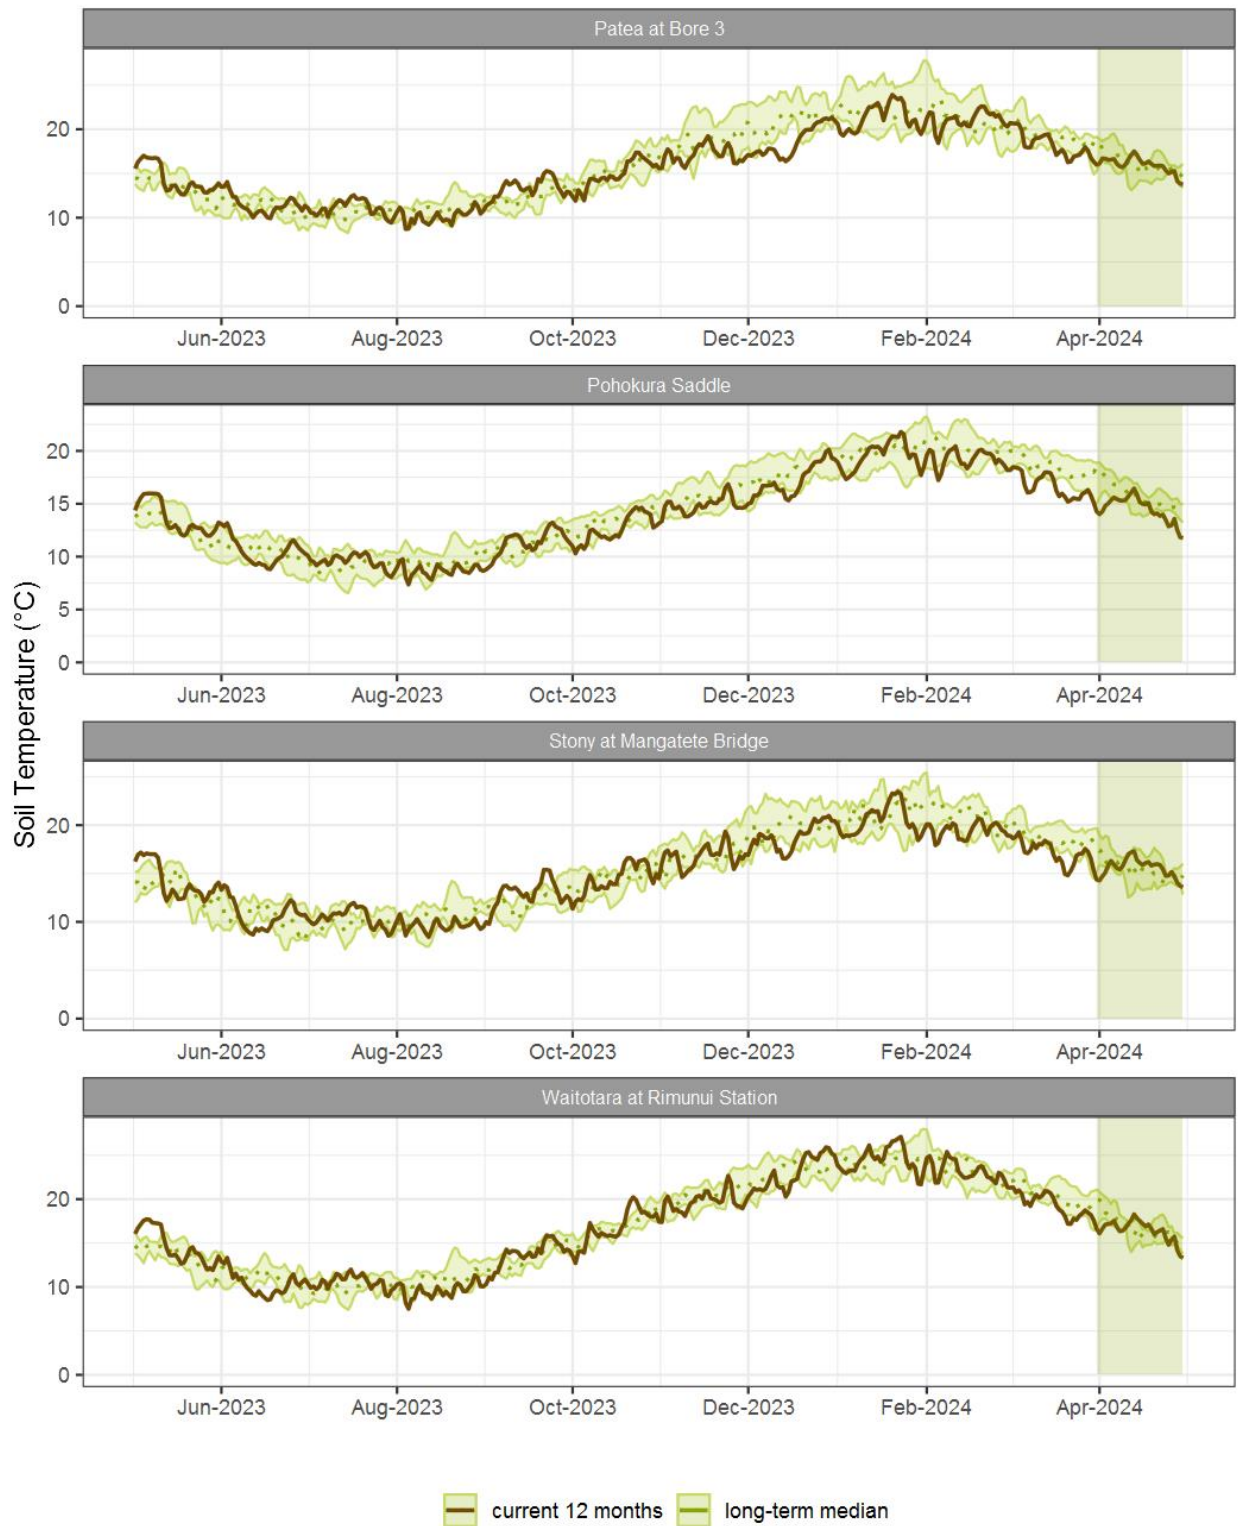 Patea at Bore 3
20
10
0
Jun-2023 Aug-2023 Oct-2023 Dec-2023 Feb-2024 Apr-2024
Pohokura Saddle
20
15
10
5
0
Jun-2023 Aug-2023 Oct-2023 Dec-2023 Feb-2024 Apr-2024
Soil Temperature (°C)
Stony at Mangatete Bridge
20
10
0
Jun-2023 Aug-2023 Oct-2023 Dec-2023 Feb-2024 Apr-2024
Waitotara at Rimunui Station
20
10
0
Jun-2023 Aug-2023 Oct-2023 Dec-2023 Feb-2024 Apr-2024
current 12 months long-term median